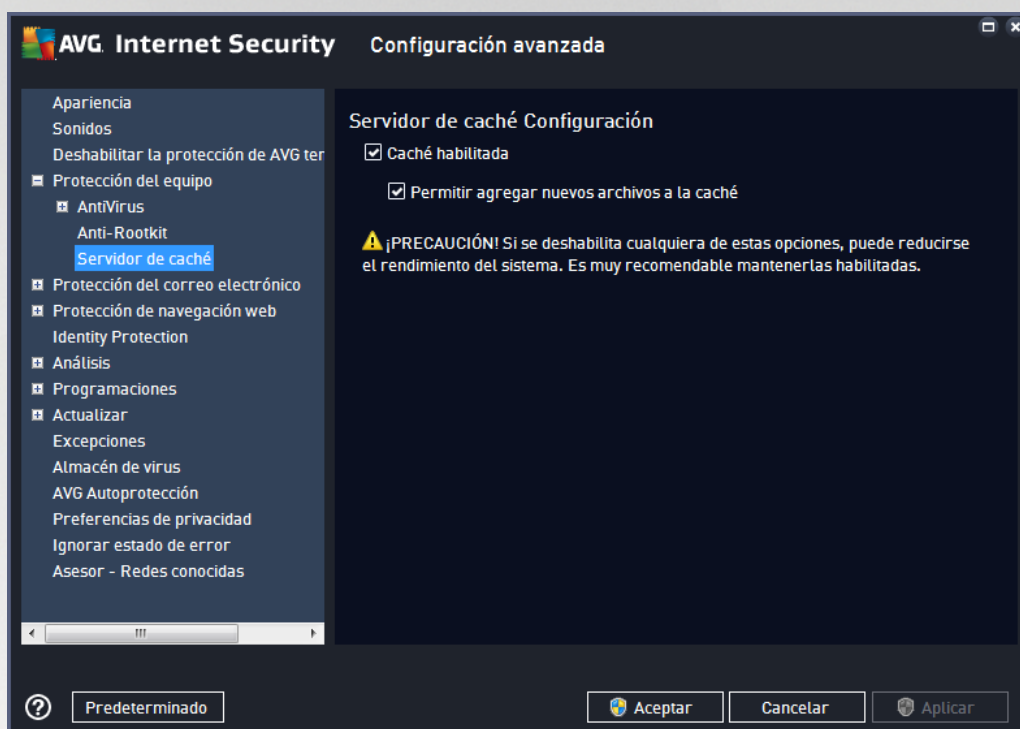 AVG. Internet Security Configuración avanzada
Apariencia
Sonidos
Deshabilitar la protección de AVG ter
Protección del equipo
AntiVirus
Anti-Rootkit
Servidor de caché
Protección del correo electrónico
Protección de navegación web
Identity Protection
Análisis
Programaciones
Actualizar
Excepciones
Almacén de virus
AVG Autoprotección
Preferencias de privacidad
Ignorar estado de error
Asesor - Redes conocidas
Servidor de caché Configuración
Caché habilitada
Permitir agregar nuevos archivos a la caché
¡PRECAUCIÓN! Si se deshabilita cualquiera de estas opciones, puede reducirse
el rendimiento del sistema. Es muy recomendable mantenerlas habilitadas.
Predeterminado
Aceptar
Cancelar
Aplicar